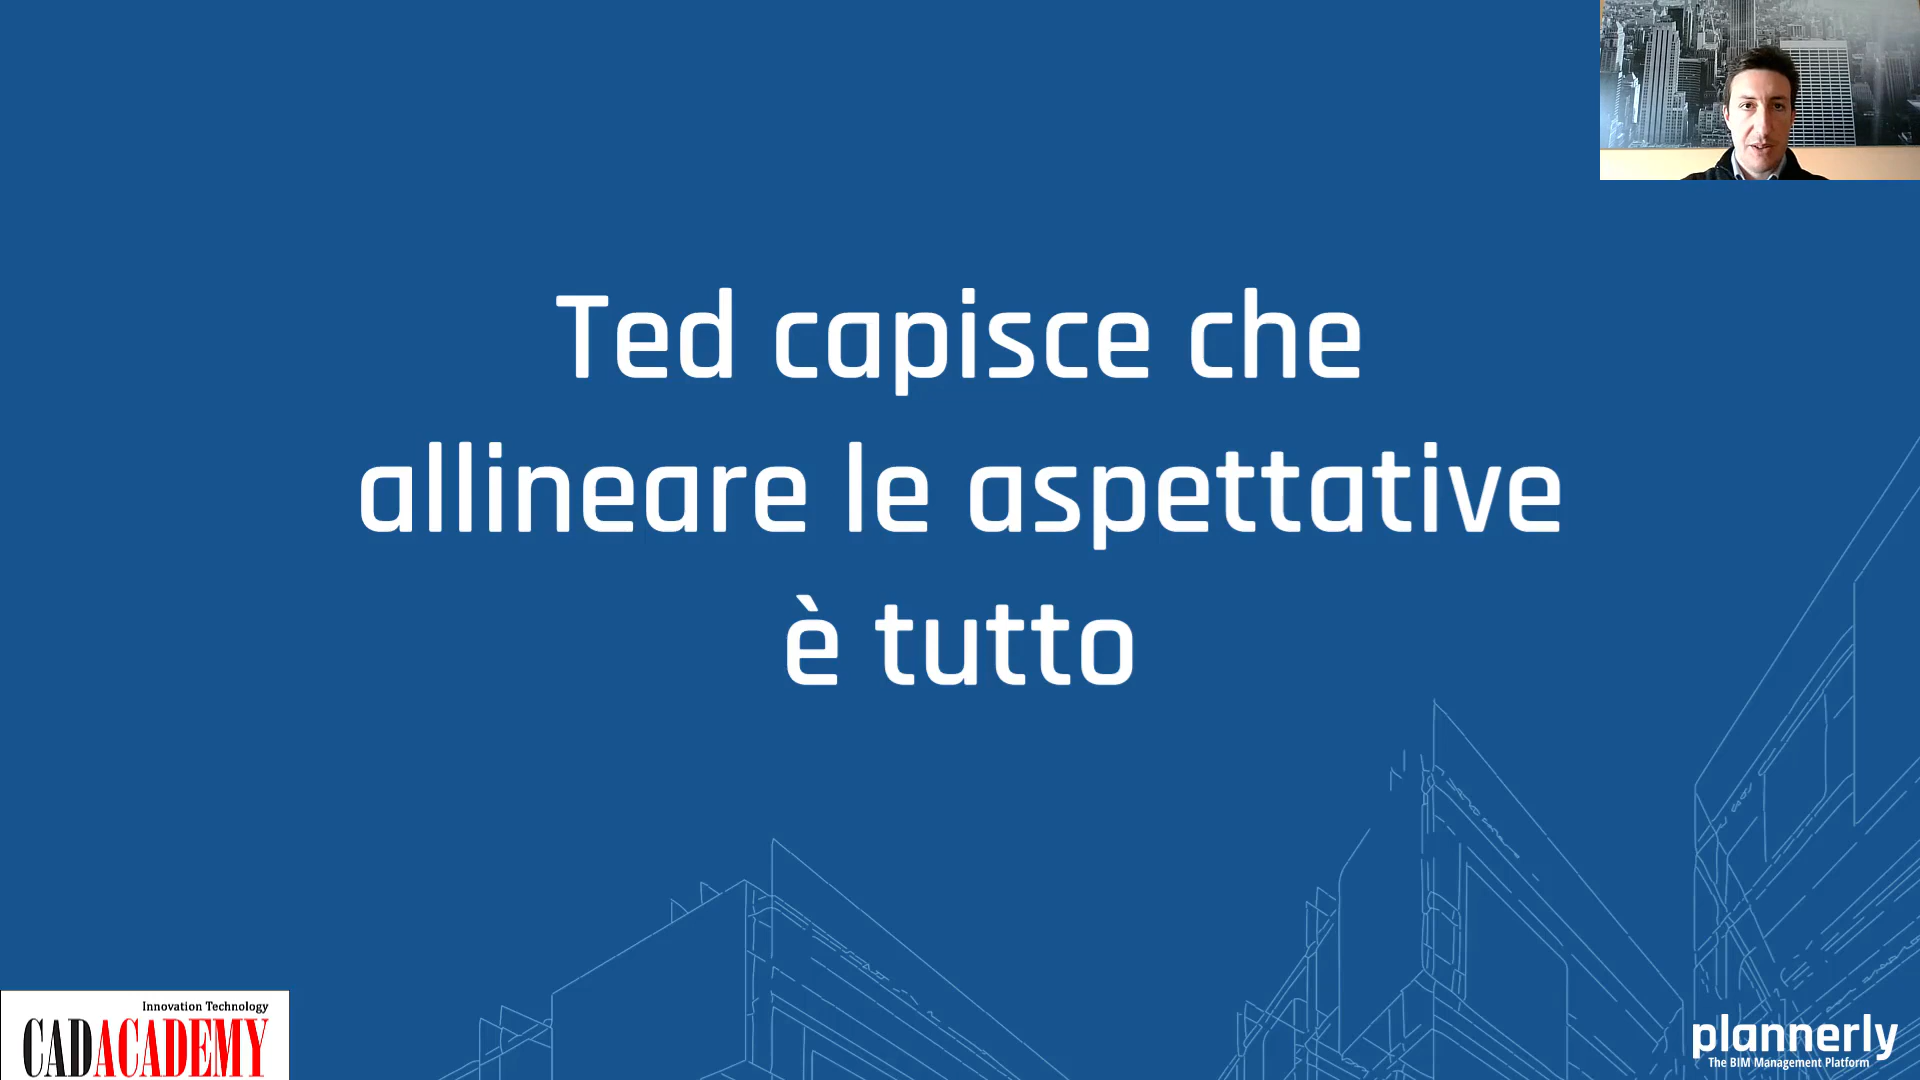 Ted capisce che
allineare le aspettative
è tutto
Innovation Technology
CADACADEMY
plannerly
The BIM Management Platform